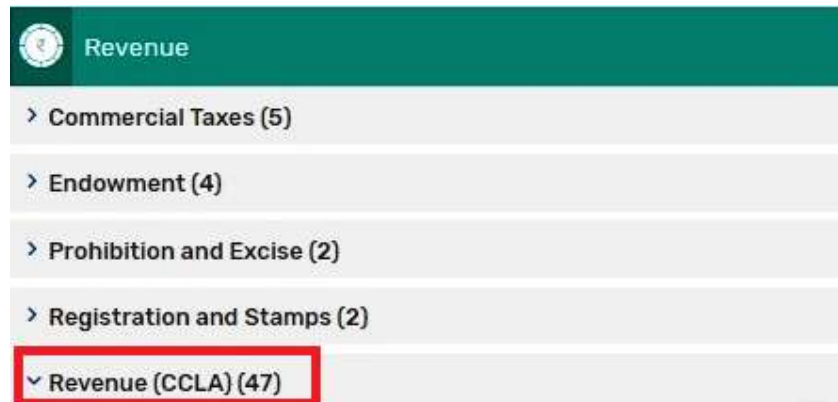 Revenue
Commercial Taxes (5)
Endowment (4)
Prohibition and Excise (2)
Registration and Stamps (2)
Revenue (CCLA) (47)